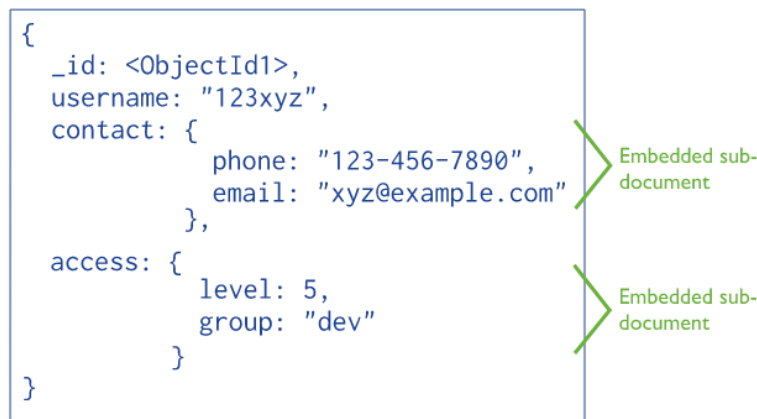 {
_id: <ObjectId1>,
username: "123xyz",
contact: {
phone: "123-456-7890",
email: "xyz@example.com"
},
access: {
level: 5,
group: "dev"
}
}
Embedded sub-
document
Embedded sub-
document